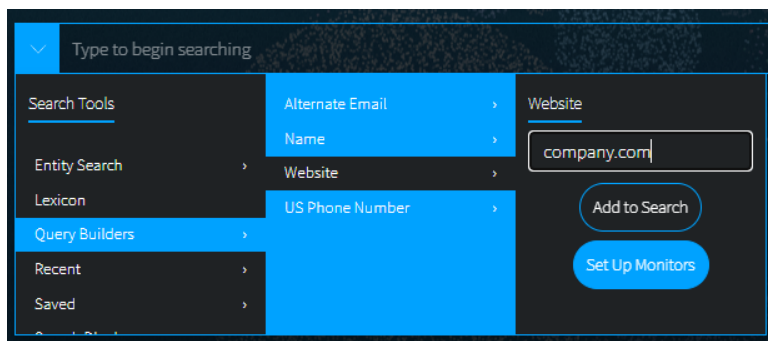 Type to begin searching
Search Tools
Entity Search
Lexicon
Query Builders
Recent
Saved
Alternate Email
Name
Website
US Phone Number
Website
company.com
Add to Search
Set Up Monitors